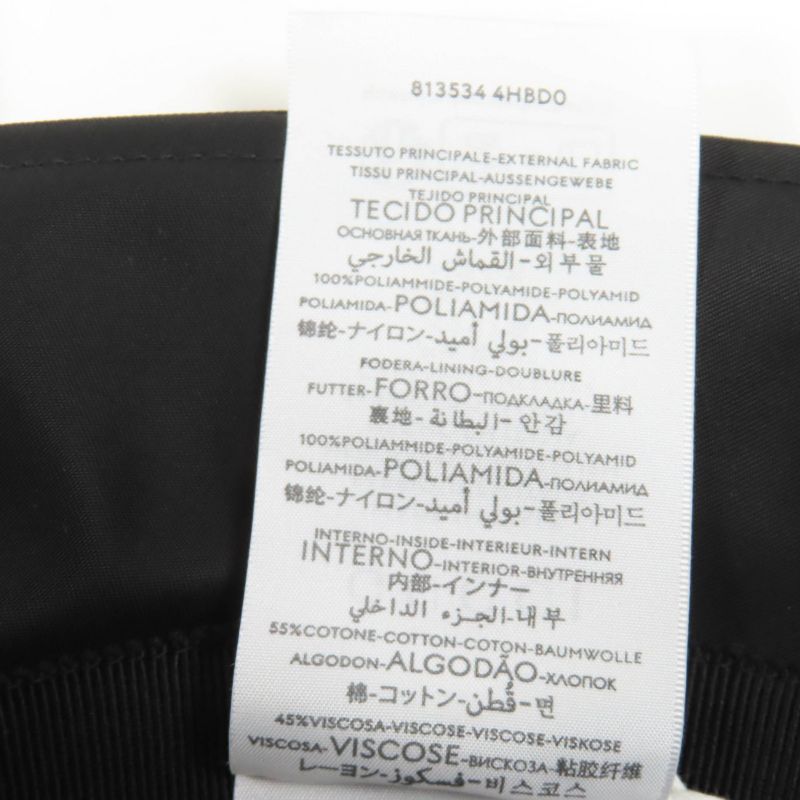 813534 4HBD0
TESSUTO PRINCIPALE-EXTERNAL FABRIC
TISSU PRINCIPAL-AUSSENGEWEBE
TEJIDO PRINCIPAL
TECIDO PRINCIPAL
ОСНОВНАЯ ТКАНЬ-外部面料-表地
القماش الخارجي-외부물
100%POLIAMMIDE-POLYAMIDE-POLYAMID
POLIAMIDA-POLIAMIDA-ПОЛИАМИД
锦纶-ナイロン-بولي أميد-폴리아미드
FODERA-LINING-DOUBLURE
FUTTER-FORRO-ПОДКЛАДКА-里料
裏地-البطانة-안감
100%POLIAMMIDE-POLYAMIDE-POLYAMID
POLIAMIDA-POLIAMIDA-ПОЛИАМИД
锦纶-ナイロン-بولي أميد-폴리아미드
INTERNO-INSIDE-INTERIEUR-INTERN
INTERNO-INTERIOR-ВНУТРЕННЯЯ
内部-インナー
الجزء الداخلي-내부
55%COTONE-COTTON-COTON-BAUMWOLLE
ALGODON-ALGODÃO-ХЛОПОК
棉-コットン-قُطن-면
45%VISCOSA-VISCOSE-VISCOSE-VISKOSE
VISCOSA-VISCOSE-ВИСКОЗА-粘胶纤维
レーヨン-فسكوز-비스코스